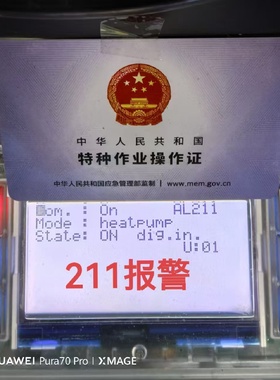 中华人民共和国
特种作业操作证
中华人民共和国应急管理部监制 www.mem.gov.cn
Com. : On AL211
Mode : heatpump
State: ON dig.in.
U:01
211报警
HUAWEI Pura70 Pro | XMAGE